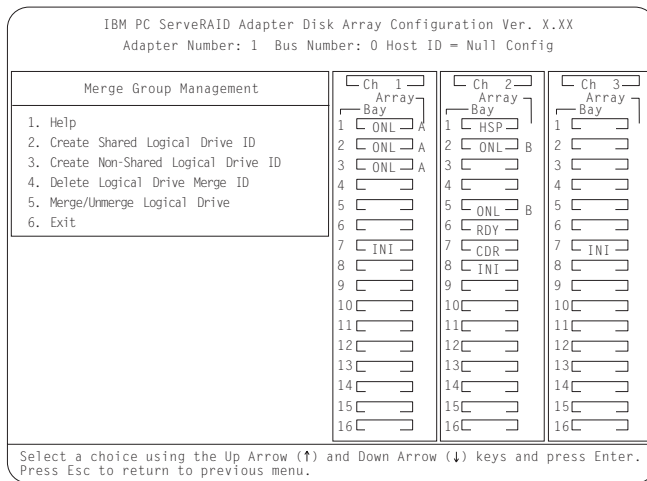 IBM PC ServeRAID Adapter Disk Array Configuration Ver. X.XX
Adapter Number: 1 Bus Number: 0 Host ID = Null Config
Merge Group Management
1. Help
2. Create Shared Logical Drive ID
3. Create Non-Shared Logical Drive ID
4. Delete Logical Drive Merge ID
5. Merge/Unmerge Logical Drive
6. Exit
Ch 1
Array
Bay
1 ONL A
2 ONL A
3 ONL A
4
5
6
7 INI
8
9
10
11
12
13
14
15
16
Ch 2
Array
Bay
1 HSP
2 ONL B
3
4
5 ONL B
6 RDY
7 CDR
8 INI
9
10
11
12
13
14
15
16
Ch 3
Array
Bay
1
2
3
4
5
6
7 INI
8
9
10
11
12
13
14
15
16
Select a choice using the Up Arrow (↑) and Down Arrow (↓) keys and press Enter.
Press Esc to return to previous menu.